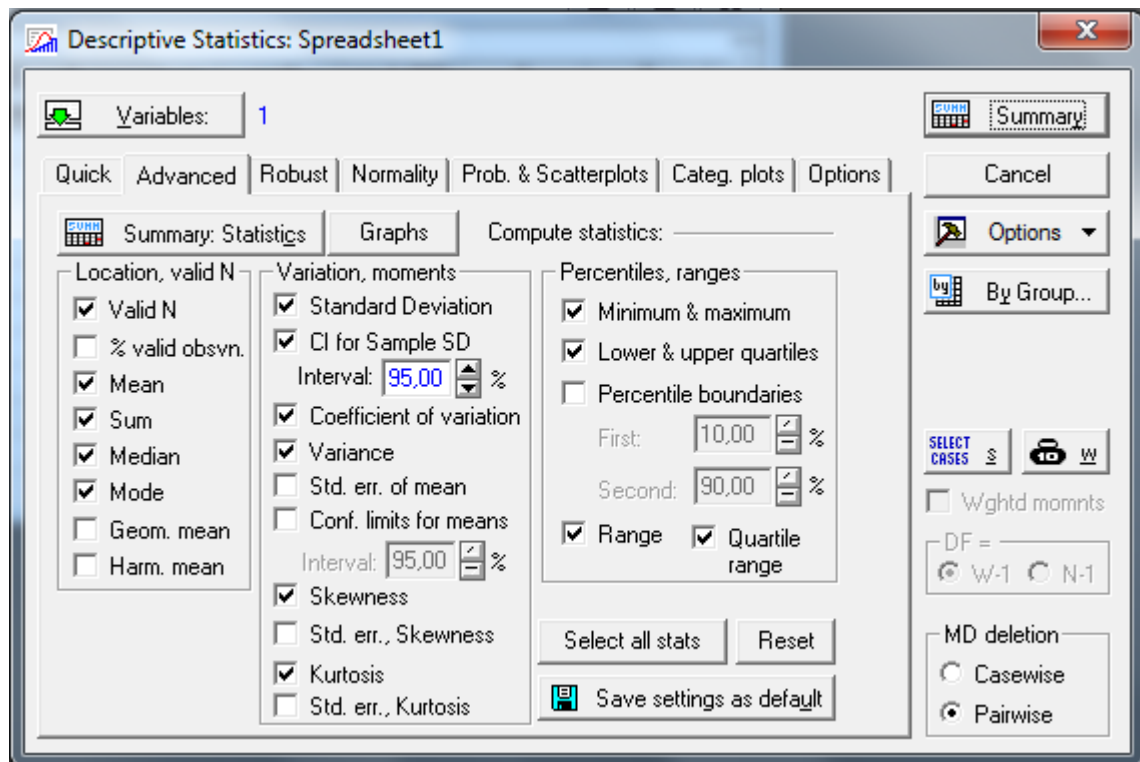 Descriptive Statistics: Spreadsheet1
Variables: 1
Summary
Quick Advanced Robust Normality Prob. & Scatterplots Categ. plots Options
Cancel
Summary: Statistics Graphs Compute statistics:
Options
By Group...
Location, valid N
Valid N
% valid obsvn.
Mean
Sum
Median
Mode
Geom. mean
Harm. mean
Variation, moments
Standard Deviation
CI for Sample SD
Interval: 95,00 %
Coefficient of variation
Variance
Std. err. of mean
Conf. limits for means
Interval: 95,00 %
Skewness
Std. err., Skewness
Kurtosis
Std. err., Kurtosis
Percentiles, ranges
Minimum & maximum
Lower & upper quartiles
Percentile boundaries
First: 10,00 %
Second: 90,00 %
Range Quartile
range
Select all stats Reset
Save settings as default
SELECT
CASES S W
Wghtd momnts
DF =
W-1 N-1
MD deletion
Casewise
Pairwise